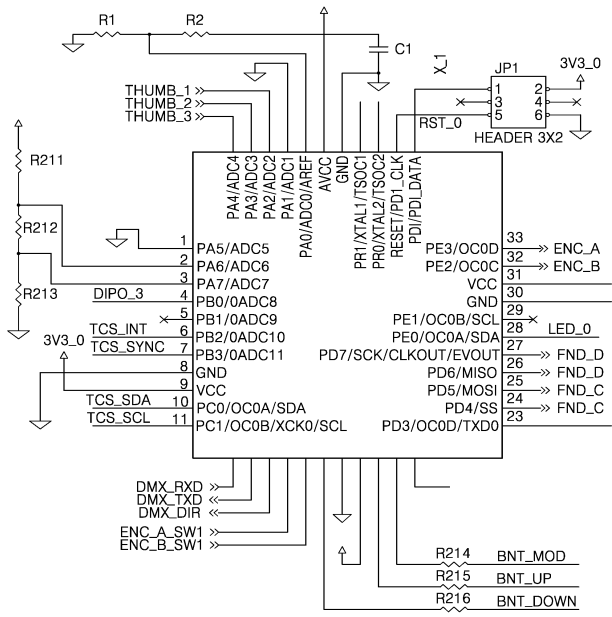 R1
R2
C1
X_1
JP1
3V3_0
1 2
3 4
5 6
RST_0
HEADER 3X2
THUMB_1
THUMB_2
THUMB_3
PA4/ADC4
PA3/ADC3
PA2/ADC2
PA1/ADC1
PA0/ADC0/AREF
AVCC
GND
PR1/XTAL1/TSOC1
PR0/XTAL2/TSOC2
RESET/PD1_CLK
PDI/PDI_DATA
R211
R212
R213
1 PA5/ADC5
2 PA6/ADC6
3 PA7/ADC7
DIPO_3 4 PB0/0ADC8
5 PB1/0ADC9
TCS_INT 6 PB2/0ADC10
TCS_SYNC 7 PB3/0ADC11
3V3_0
8 GND
9 VCC
TCS_SDA 10 PC0/OC0A/SDA
TCS_SCL 11 PC1/OC0B/XCK0/SCL
PE3/OC0D 33 ENC_A
PE2/OC0C 32 ENC_B
VCC 31
GND 30
PE1/OC0B/SCL 29
PE0/OC0A/SDA 28 LED_0
PD7/SCK/CLKOUT/EVOUT 27 FND_D
PD6/MISO 26 FND_D
PD5/MOSI 25 FND_C
PD4/SS 24 FND_C
PD3/OC0D/TXD0 23
DMX_RXD
DMX_TXD
DMX_DIR
ENC_A_SW1
ENC_B_SW1
R214 BNT_MOD
R215 BNT_UP
R216 BNT_DOWN